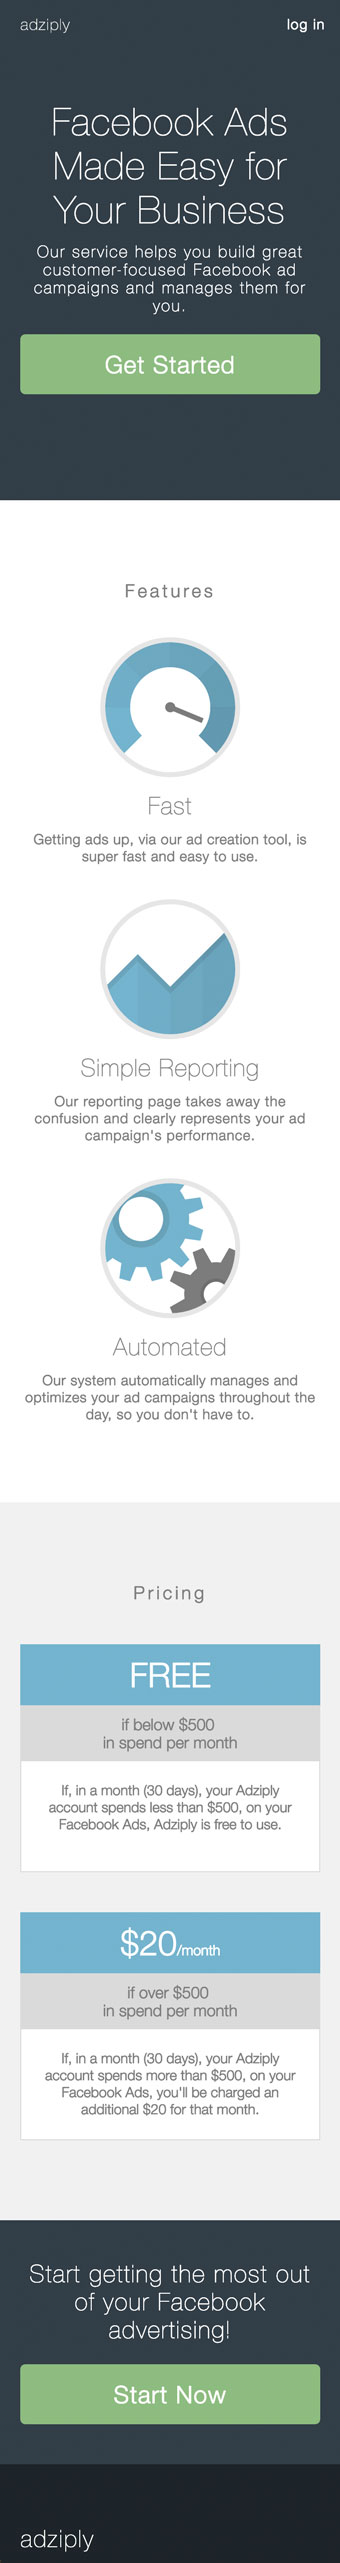 adziply
log in
Facebook Ads
Made Easy for
Your Business
Our service helps you build great
customer-focused Facebook ad
campaigns and manages them for
you.
Get Started
Features
Fast
Getting ads up, via our ad creation tool, is
super fast and easy to use.
Simple Reporting
Our reporting page takes away the
confusion and clearly represents your ad
campaign's performance.
Automated
Our system automatically manages and
optimizes your ad campaigns throughout the
day, so you don't have to.
Pricing
FREE
if below $500
in spend per month
If, in a month (30 days), your Adziply
account spends less than $500, on your
Facebook Ads, Adziply is free to use.
$20/month
if over $500
in spend per month
If, in a month (30 days), your Adziply
account spends more than $500, on your
Facebook Ads, you'll be charged an
additional $20 for that month.
Start getting the most out
of your Facebook
advertising!
Start Now
adziply